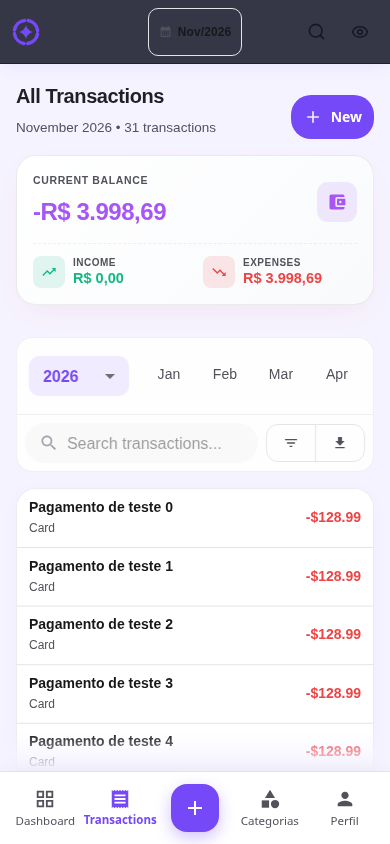 Nov/2026
All Transactions
November 2026 • 31 transactions
New
CURRENT BALANCE
-R$ 3.998,69
INCOME
R$ 0,00
EXPENSES
R$ 3.998,69
2026
Jan
Feb
Mar
Apr
Search transactions...
Pagamento de teste 0
Card
-$128.99
Pagamento de teste 1
Card
-$128.99
Pagamento de teste 2
Card
-$128.99
Pagamento de teste 3
Card
-$128.99
Pagamento de teste 4
Card
-$128.99
Dashboard
Transactions
Categorias
Perfil